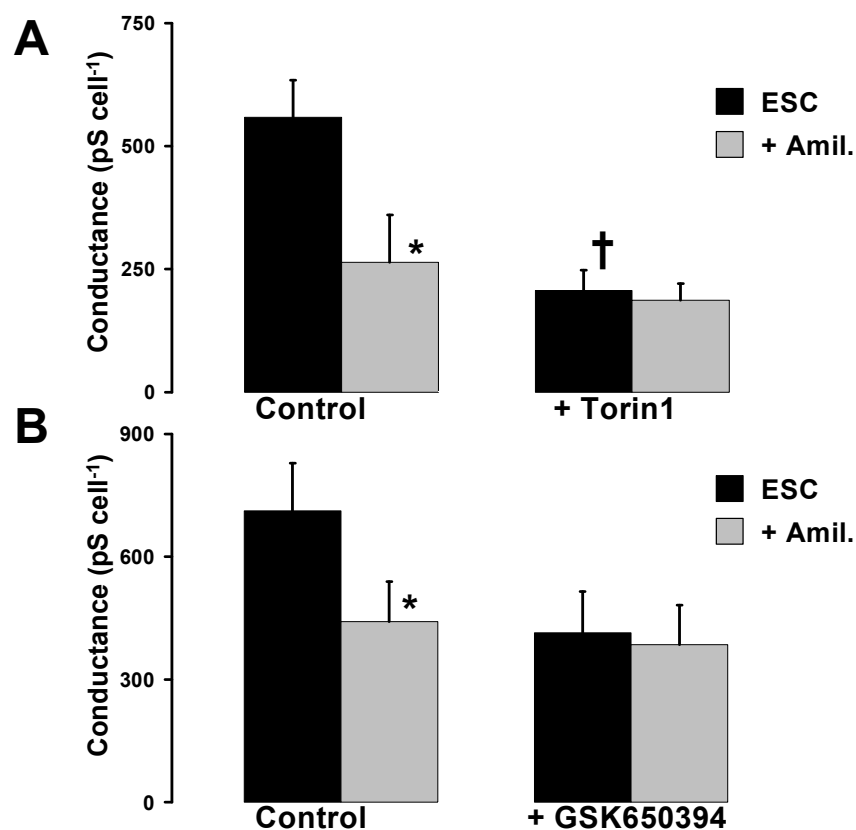 A
Conductance (pS cell⁻¹)
750
500
250
0
ESC
+ Amil.
*
†
Control
+ Torin1
B
Conductance (pS cell⁻¹)
900
600
300
0
ESC
+ Amil.
*
Control
+ GSK650394